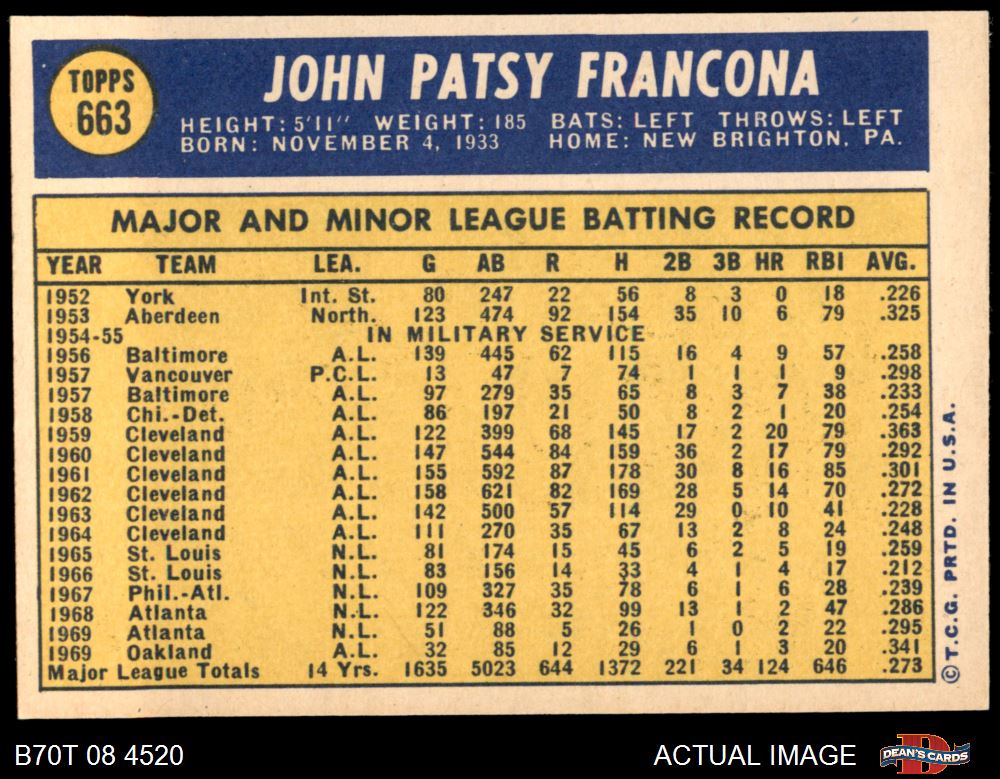 TOPPS
663
JOHN PATSY FRANCONA
HEIGHT: 5'11" WEIGHT: 185 BATS: LEFT THROWS: LEFT
BORN: NOVEMBER 4, 1933 HOME: NEW BRIGHTON, PA.
MAJOR AND MINOR LEAGUE BATTING RECORD
YEAR TEAM LEA. G AB R H 2B 3B HR RBI AVG.
1952 York Int. St. 80 247 22 56 8 3 0 18 .226
1953 Aberdeen North. 123 474 92 154 35 10 6 79 .325
1954-55 IN MILITARY SERVICE
1956 Baltimore A.L. 139 445 62 115 16 4 9 57 .258
1957 Vancouver P.C.L. 13 47 7 74 1 1 1 9 .298
1957 Baltimore A.L. 97 279 35 65 8 3 7 38 .233
1958 Chi.-Det. A.L. 86 197 21 50 8 2 1 20 .254
1959 Cleveland A.L. 122 399 68 145 17 2 20 79 .363
1960 Cleveland A.L. 147 544 84 159 36 2 17 79 .292
1961 Cleveland A.L. 155 592 87 178 30 8 16 85 .301
1962 Cleveland A.L. 158 621 82 169 28 5 14 70 .272
1963 Cleveland A.L. 142 500 57 114 29 0 10 41 .228
1964 Cleveland A.L. 111 270 35 67 13 2 8 24 .248
1965 St. Louis N.L. 81 174 15 45 6 2 5 19 .259
1966 St. Louis N.L. 83 156 14 33 4 1 4 17 .212
1967 Phil.-Atl. N.L. 109 327 35 78 6 1 6 28 .239
1968 Atlanta N.L. 122 346 32 99 13 1 2 47 .286
1969 Atlanta N.L. 51 88 5 26 1 0 2 22 .295
1969 Oakland A.L. 32 85 12 29 6 1 3 20 .341
Major League Totals 14 Yrs. 1635 5023 644 1372 221 34 124 646 .273
© T.C.G. PRTD. IN U.S.A.
B70T 08 4520
ACTUAL IMAGE
DEAN'S CARDS